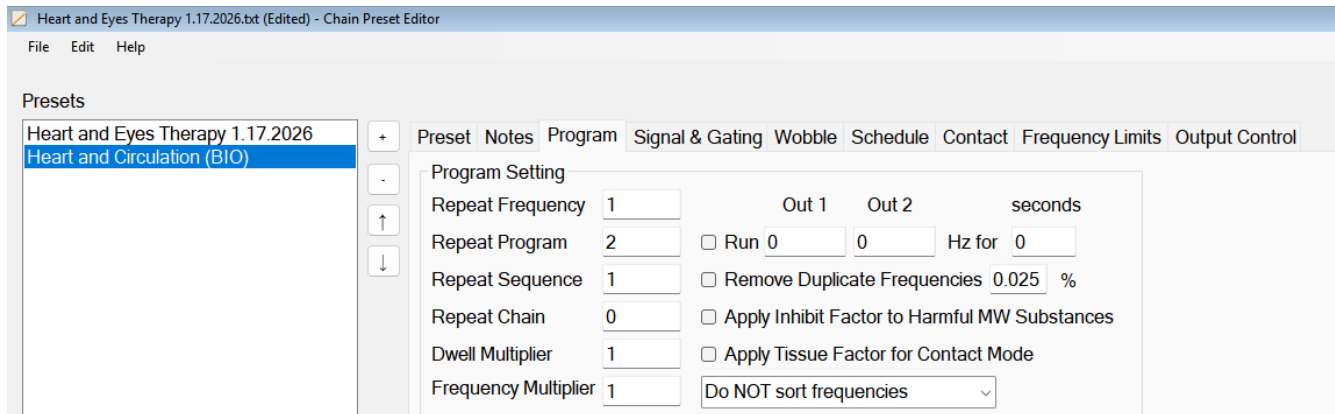 Heart and Eyes Therapy 1.17.2026.txt (Edited) - Chain Preset Editor
File Edit Help
Presets
Heart and Eyes Therapy 1.17.2026
Heart and Circulation (BIO)
+
-
↑
↓
Preset Notes Program Signal & Gating Wobble Schedule Contact Frequency Limits Output Control
Program Setting
Repeat Frequency 1 Out 1 Out 2 seconds
Repeat Program 2 Run 0 0 Hz for 0
Repeat Sequence 1 Remove Duplicate Frequencies 0.025 %
Repeat Chain 0 Apply Inhibit Factor to Harmful MW Substances
Dwell Multiplier 1 Apply Tissue Factor for Contact Mode
Frequency Multiplier 1 Do NOT sort frequencies